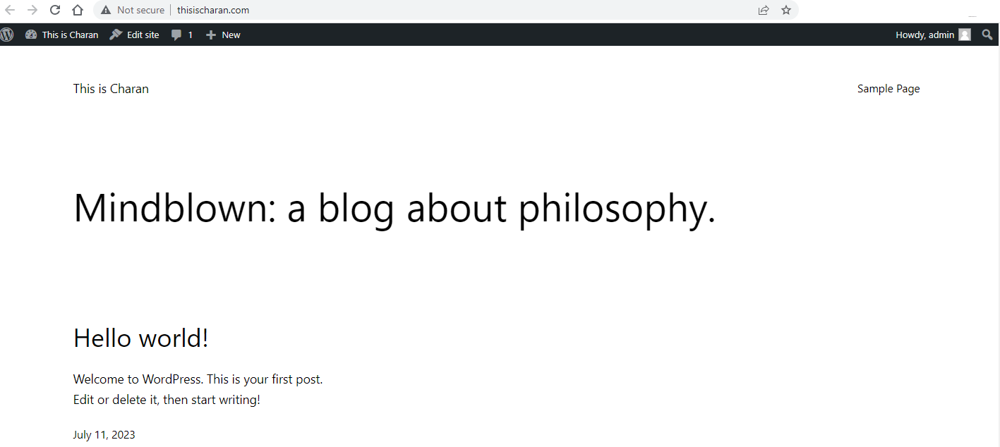 Not secure | thisischaran.com
This is Charan Edit site 1 New Howdy, admin
This is Charan Sample Page
Mindblown: a blog about philosophy.
Hello world!
Welcome to WordPress. This is your first post.
Edit or delete it, then start writing!
July 11, 2023